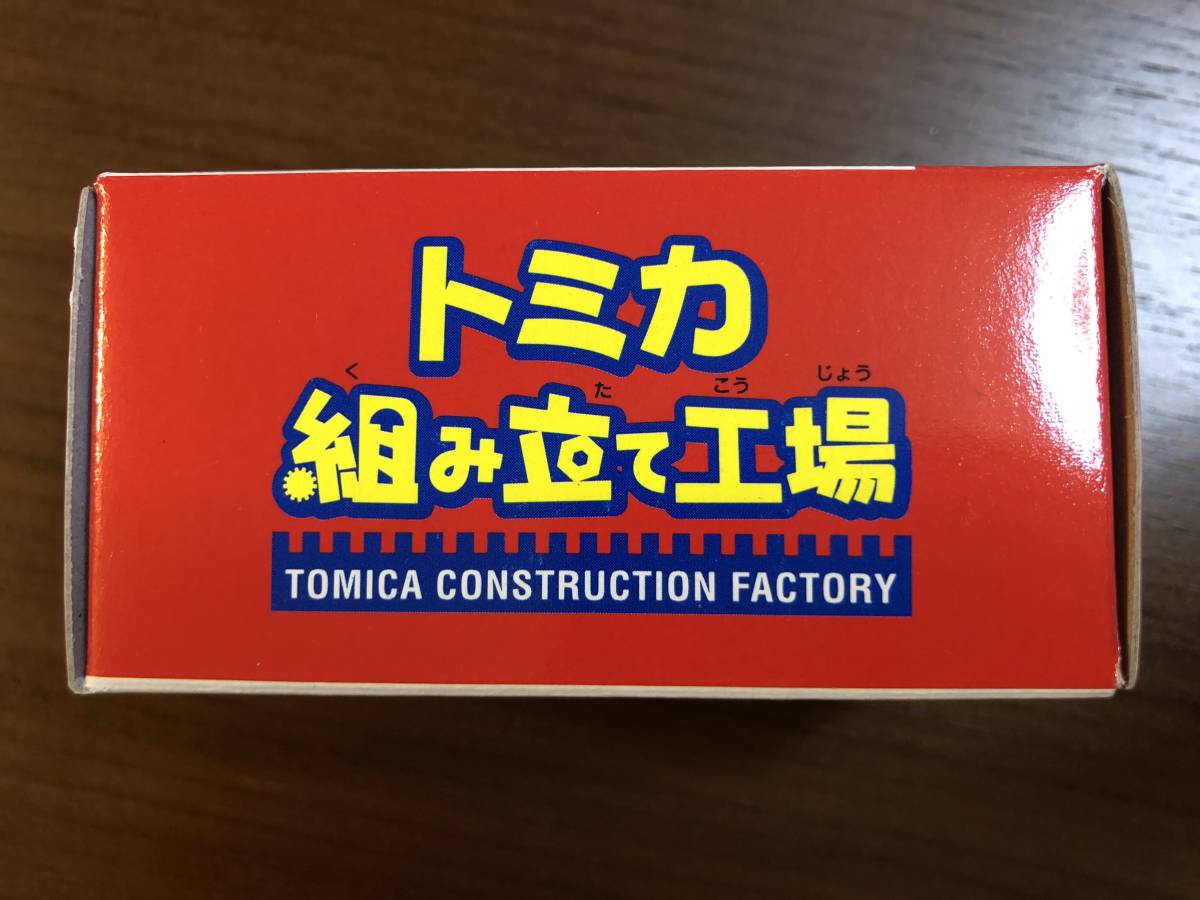 トミカ
く た こう じょう
組み立て工場
TOMICA CONSTRUCTION FACTORY